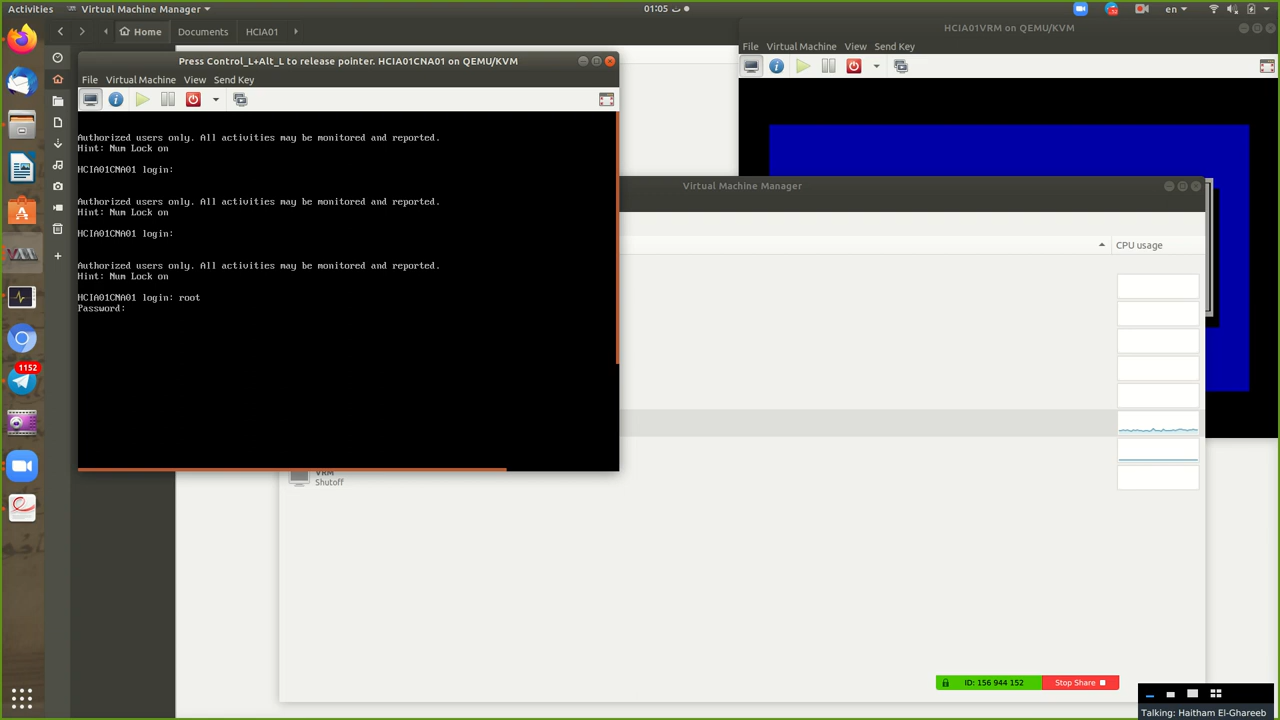 Activities
Virtual Machine Manager
01:05 ت
en
Home
Documents
HCIA01
HCIA01VRM on QEMU/KVM
File
Virtual Machine
View
Send Key
Press Control_L+Alt_L to release pointer. HCIA01CNA01 on QEMU/KVM
File
Virtual Machine
View
Send Key
Authorized users only. All activities may be monitored and reported.
Hint: Num Lock on
HCIA01CNA01 login:
Authorized users only. All activities may be monitored and reported.
Hint: Num Lock on
HCIA01CNA01 login:
Authorized users only. All activities may be monitored and reported.
Hint: Num Lock on
HCIA01CNA01 login: root
Password:
Virtual Machine Manager
CPU usage
VRM
Shutoff
1152
ID: 156 944 152
Stop Share
Talking: Haitham El-Ghareeb